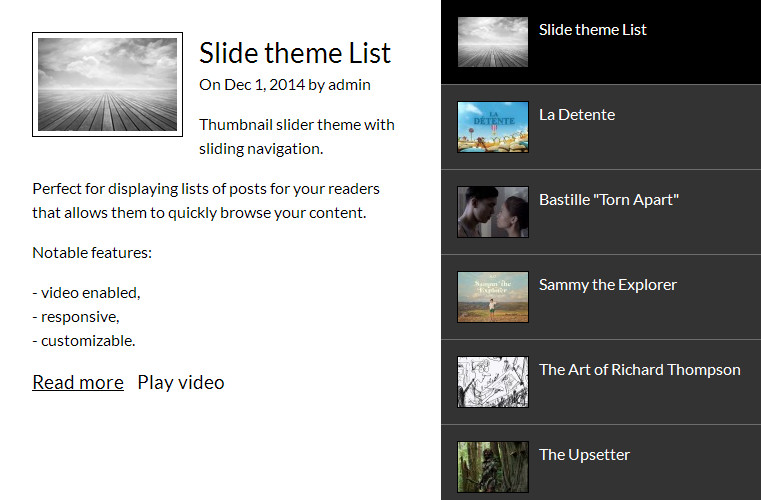 Slide theme List
On Dec 1, 2014 by admin
Thumbnail slider theme with
sliding navigation.
Perfect for displaying lists of posts for your readers
that allows them to quickly browse your content.
Notable features:
- video enabled,
- responsive,
- customizable.
Read more Play video
Slide theme List
LA
DÉTENTE
La Detente
Bastille "Torn Apart"
Sammy the
Explorer
Sammy the Explorer
The Art of Richard Thompson
The Upsetter